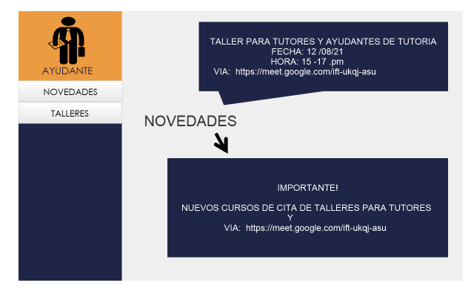 AYUDANTE
NOVEDADES
TALLERES
TALLER PARA TUTORES Y AYUDANTES DE TUTORIA
FECHA: 12 /08/21
HORA: 15 -17 .pm
VIA: https://meet.google.com/ift-ukqj-asu
NOVEDADES
IMPORTANTE!
NUEVOS CURSOS DE CITA DE TALLERES PARA TUTORES
Y
VIA: https://meet.google.com/ift-ukqj-asu